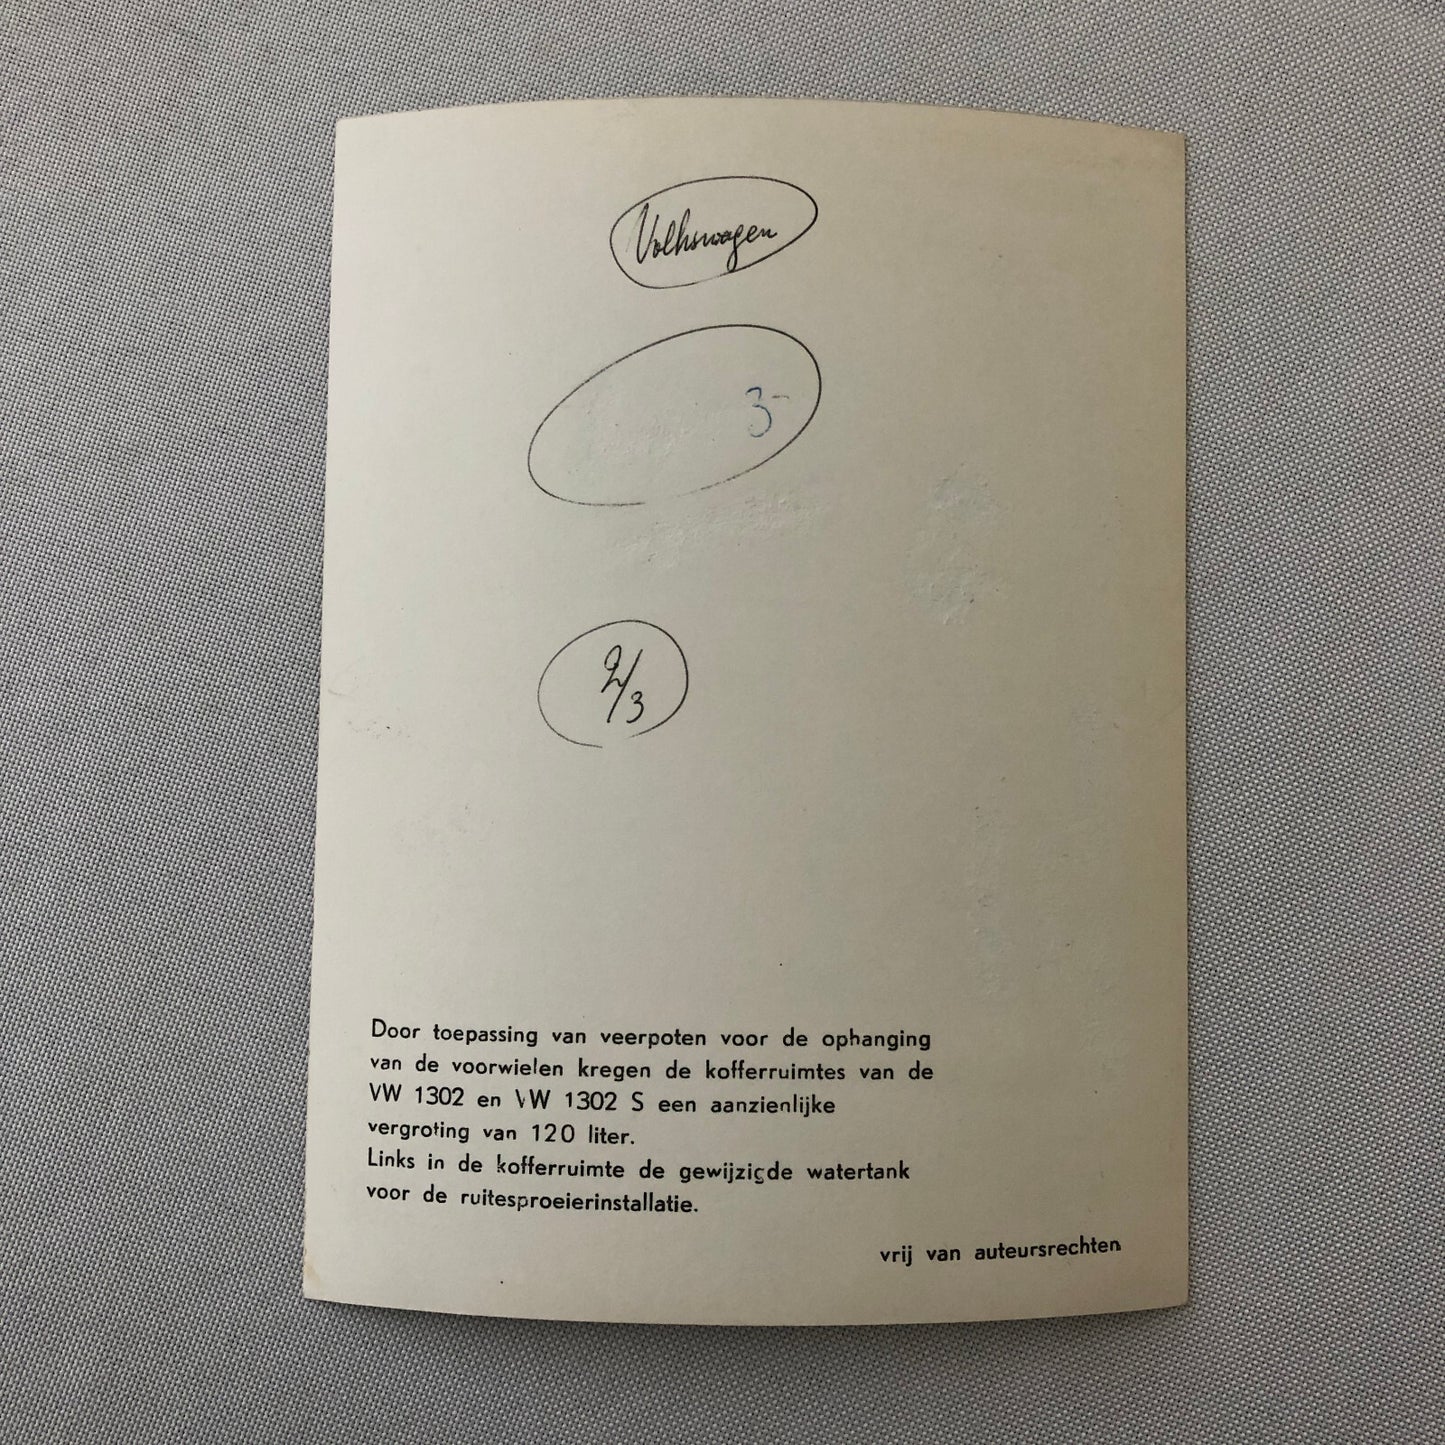 Volkswagen
3-
2/3
Door toepassing van veerpoten voor de ophanging
van de voorwielen kregen de kofferruimtes van de
VW 1302 en VW 1302 S een aanzienlijke
vergroting van 120 liter.
Links in de kofferruimte de gewijzigde watertank
voor de ruitesproeierinstallatie.
vrij van auteursrechten